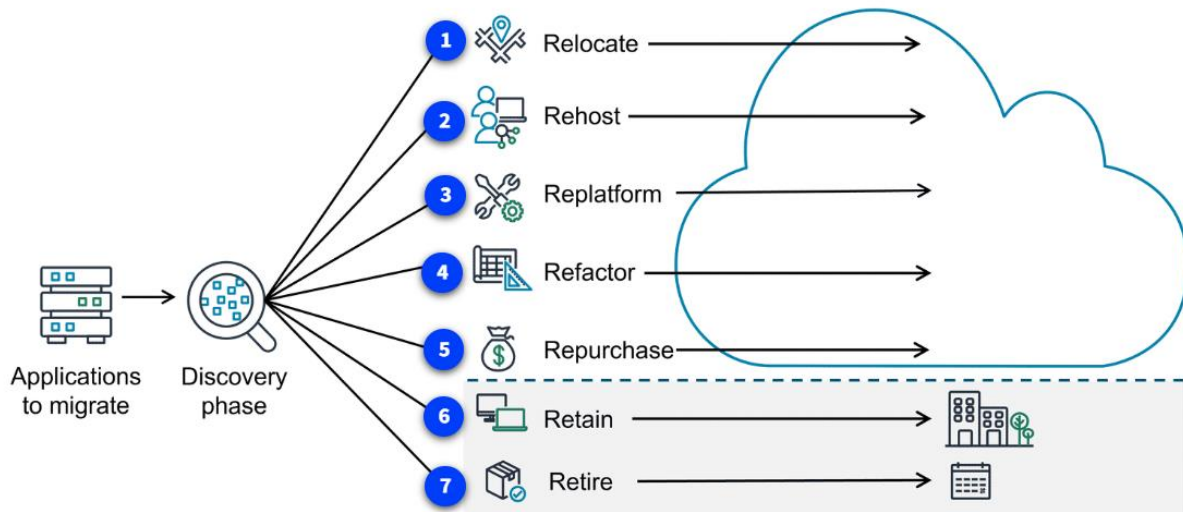 1 Relocate
2 Rehost
3 Replatform
4 Refactor
5 $ Repurchase
6 Retain
7 Retire
Applications
to migrate
Discovery
phase